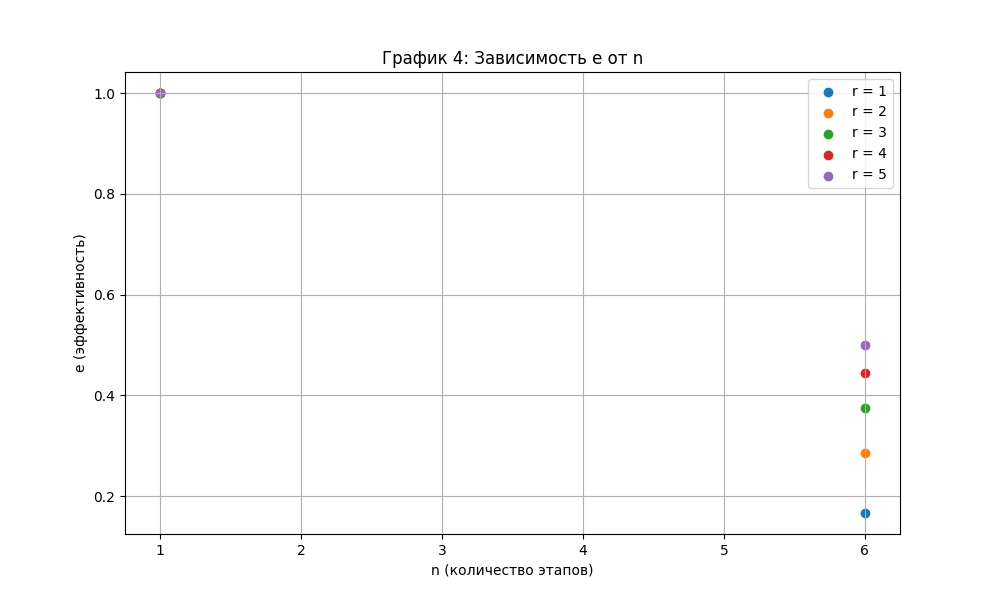 График 4: Зависимость e от n
1.0
0.8
0.6
0.4
0.2
e (эффективность)
r = 1
r = 2
r = 3
r = 4
r = 5
1 2 3 4 5 6
n (количество этапов)